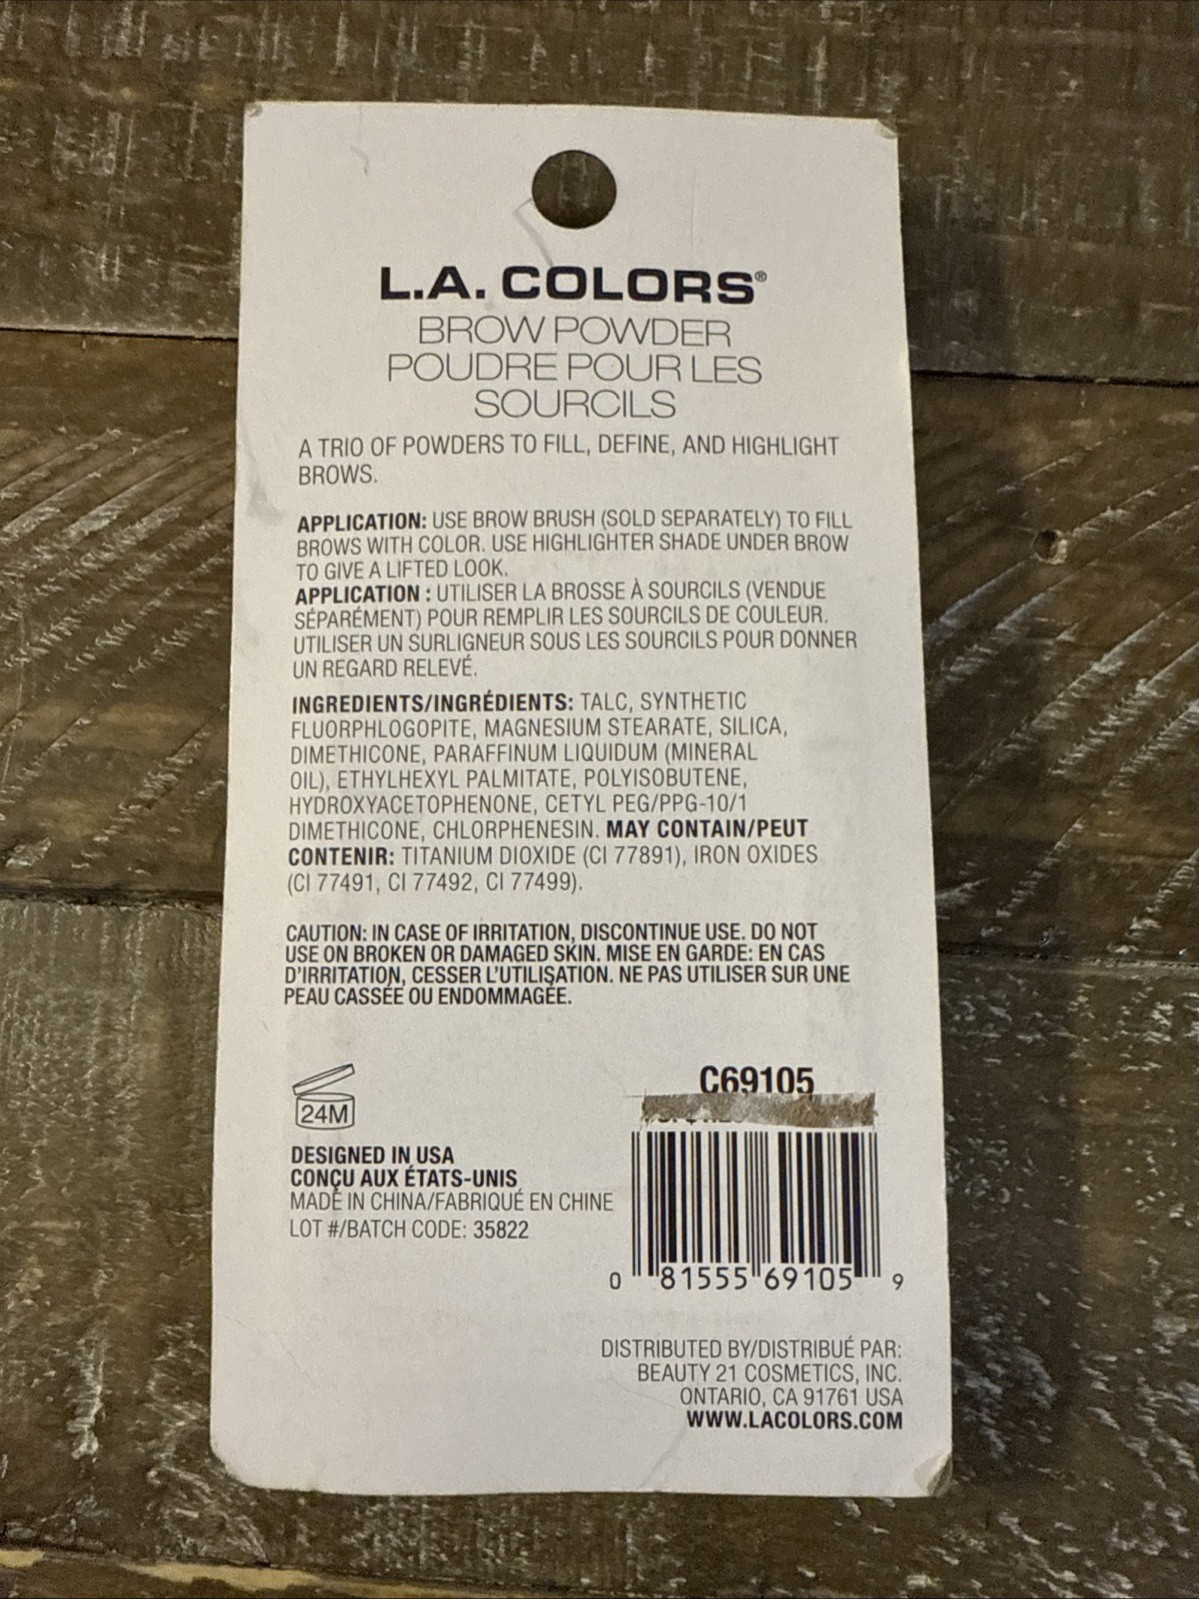 L.A. COLORS®
BROW POWDER
POUDRE POUR LES
SOURCILS
A TRIO OF POWDERS TO FILL, DEFINE, AND HIGHLIGHT
BROWS.
APPLICATION: USE BROW BRUSH (SOLD SEPARATELY) TO FILL
BROWS WITH COLOR. USE HIGHLIGHTER SHADE UNDER BROW
TO GIVE A LIFTED LOOK.
APPLICATION : UTILISER LA BROSSE À SOURCILS (VENDUE
SÉPARÉMENT) POUR REMPLIR LES SOURCILS DE COULEUR.
UTILISER UN SURLIGNEUR SOUS LES SOURCILS POUR DONNER
UN REGARD RELEVÉ.
INGREDIENTS/INGRÉDIENTS: TALC, SYNTHETIC
FLUORPHLOGOPITE, MAGNESIUM STEARATE, SILICA,
DIMETHICONE, PARAFFINUM LIQUIDUM (MINERAL
OIL), ETHYLHEXYL PALMITATE, POLYISOBUTENE,
HYDROXYACETOPHENONE, CETYL PEG/PPG-10/1
DIMETHICONE, CHLORPHENESIN. MAY CONTAIN/PEUT
CONTENIR: TITANIUM DIOXIDE (CI 77891), IRON OXIDES
(CI 77491, CI 77492, CI 77499).
CAUTION: IN CASE OF IRRITATION, DISCONTINUE USE. DO NOT
USE ON BROKEN OR DAMAGED SKIN. MISE EN GARDE: EN CAS
D'IRRITATION, CESSER L'UTILISATION. NE PAS UTILISER SUR UNE
PEAU CASSÉE OU ENDOMMAGÉE.
24M
DESIGNED IN USA
CONÇU AUX ÉTATS-UNIS
MADE IN CHINA/FABRIQUÉ EN CHINE
LOT #/BATCH CODE: 35822
C69105
0 81555 69105 9
DISTRIBUTED BY/DISTRIBUÉ PAR:
BEAUTY 21 COSMETICS, INC.
ONTARIO, CA 91761 USA
WWW.LACOLORS.COM